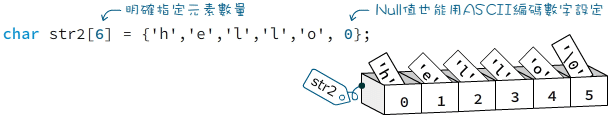 明確指定元素數量
Null值也能用ASCII編碼數字設定
char str2[6] = {'h','e','l','l','o', 0};
'h' 'e' 'l' 'l' 'o' '\0'
str2
0 1 2 3 4 5